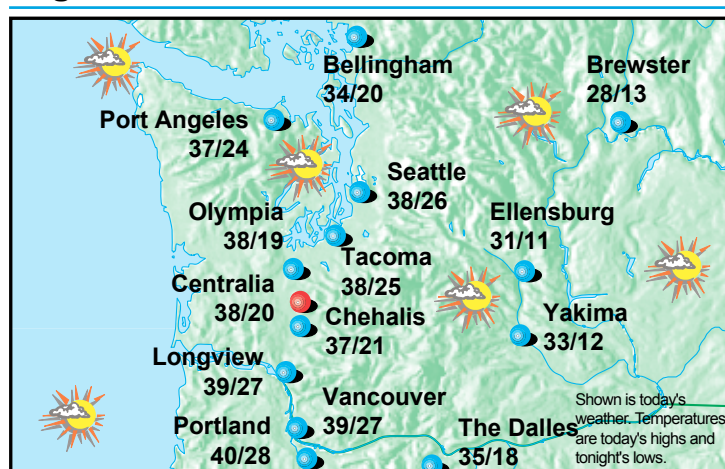 Bellingham
34/20
Brewster
28/13
Port Angeles
37/24
Seattle
38/26
Olympia
38/19
Ellensburg
31/11
Tacoma
38/25
Centralia
38/20
Chehalis
37/21
Yakima
33/12
Longview
39/27
Vancouver
39/27
Portland
40/28
The Dalles
35/18
Shown is today's
weather. Temperatures
are today's highs and
tonight's lows.